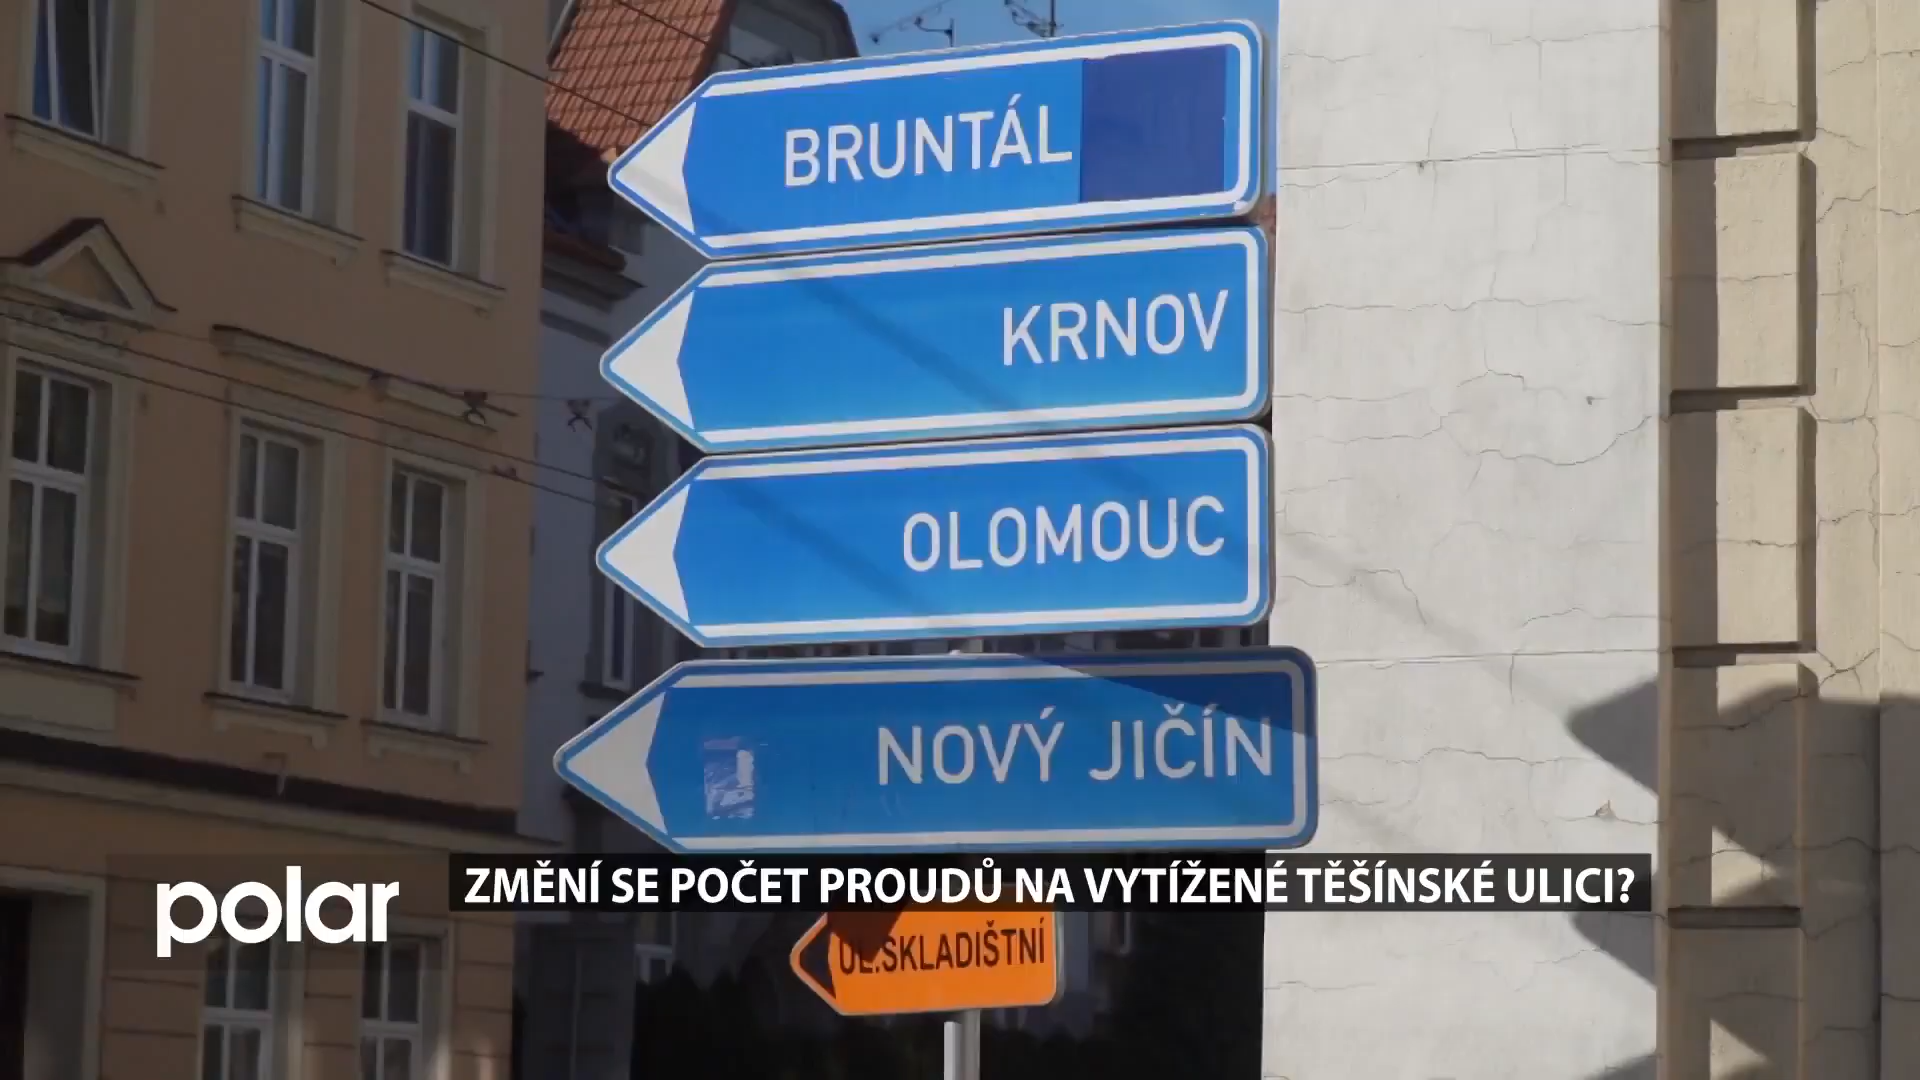 BRUNTÁL
KRNOV
OLOMOUC
NOVÝ JIČÍN
polar
ZMĚNÍ SE POČET PROUDŮ NA VYTÍŽENÉ TĚŠÍNSKÉ ULICI?
UL.SKLADIŠTNÍ